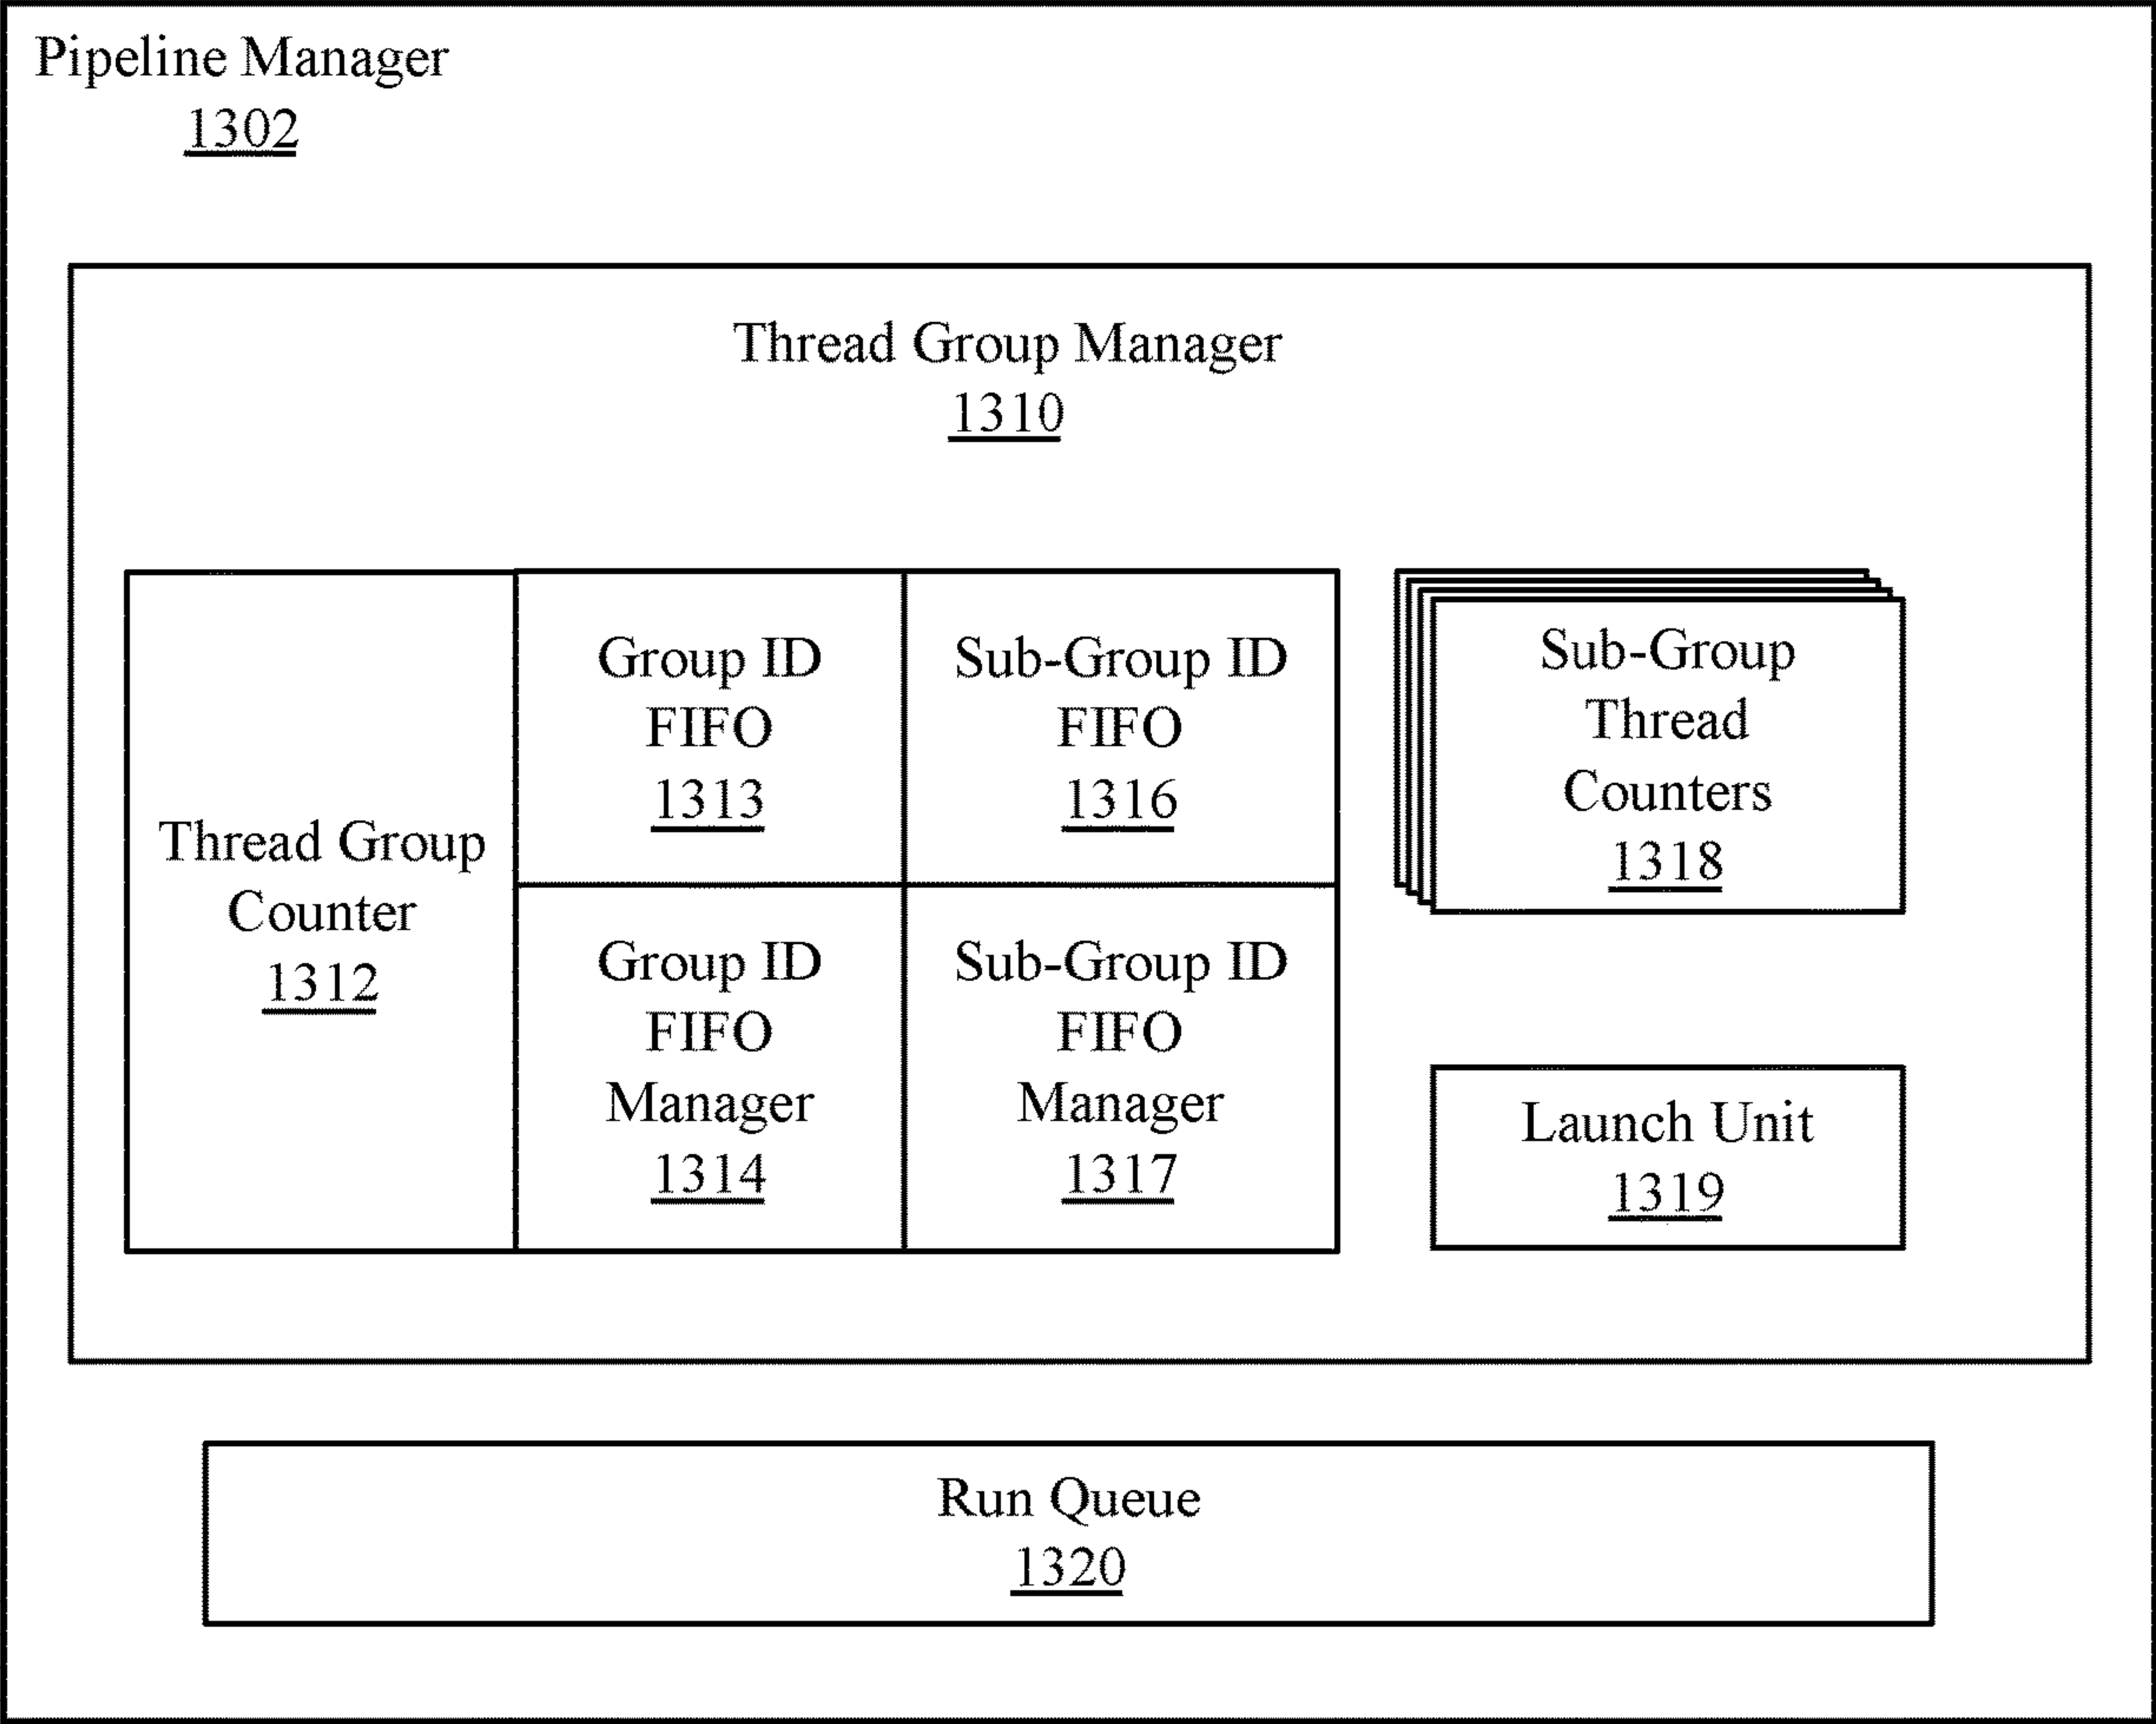 Pipeline Manager
1302
Thread Group Manager
1310
Thread Group
Counter
1312
Group ID
FIFO
1313
Sub-Group ID
FIFO
1316
Group ID
FIFO
Manager
1314
Sub-Group ID
FIFO
Manager
1317
Sub-Group
Thread
Counters
1318
Launch Unit
1319
Run Queue
1320